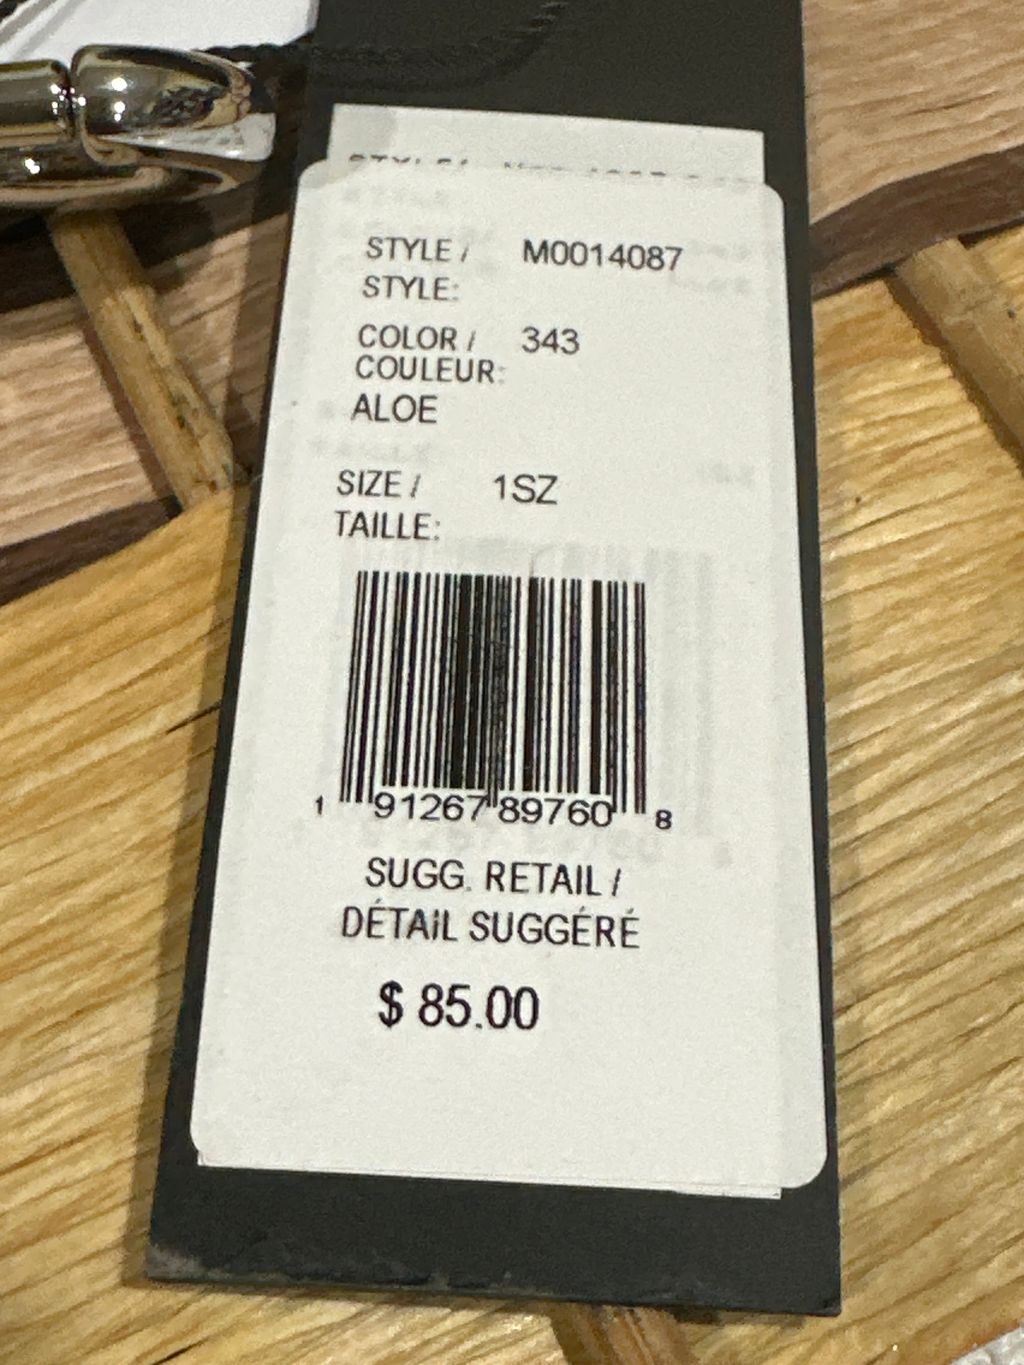 STYLE / M0014087
STYLE:
COLOR / 343
COULEUR:
ALOE
SIZE / 1SZ
TAILLE:
1 91267 89760 8
SUGG. RETAIL /
DÉTAIL SUGGÉRÉ
$ 85.00